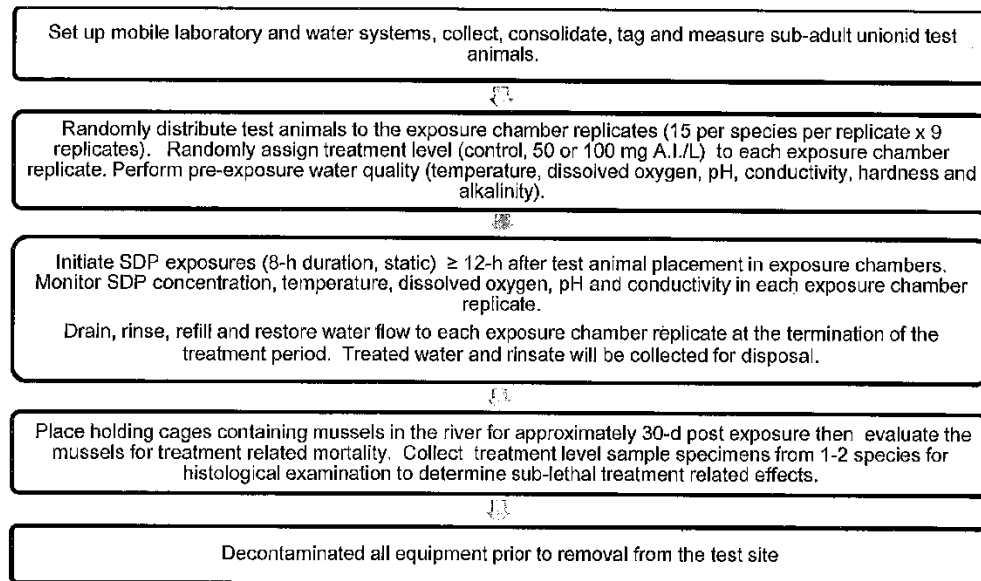 Set up mobile laboratory and water systems, collect, consolidate, tag and measure sub-adult unionid test
animals.
Randomly distribute test animals to the exposure chamber replicates (15 per species per replicate x 9
replicates). Randomly assign treatment level (control, 50 or 100 mg A.I./L) to each exposure chamber
replicate. Perform pre-exposure water quality (temperature, dissolved oxygen, pH, conductivity, hardness and
alkalinity).
Initiate SDP exposures (8-h duration, static) ≥ 12-h after test animal placement in exposure chambers.
Monitor SDP concentration, temperature, dissolved oxygen, pH and conductivity in each exposure chamber
replicate.
Drain, rinse, refill and restore water flow to each exposure chamber replicate at the termination of the
treatment period. Treated water and rinsate will be collected for disposal.
Place holding cages containing mussels in the river for approximately 30-d post exposure then evaluate the
mussels for treatment related mortality. Collect treatment level sample specimens from 1-2 species for
histological examination to determine sub-lethal treatment related effects.
Decontaminated all equipment prior to removal from the test site